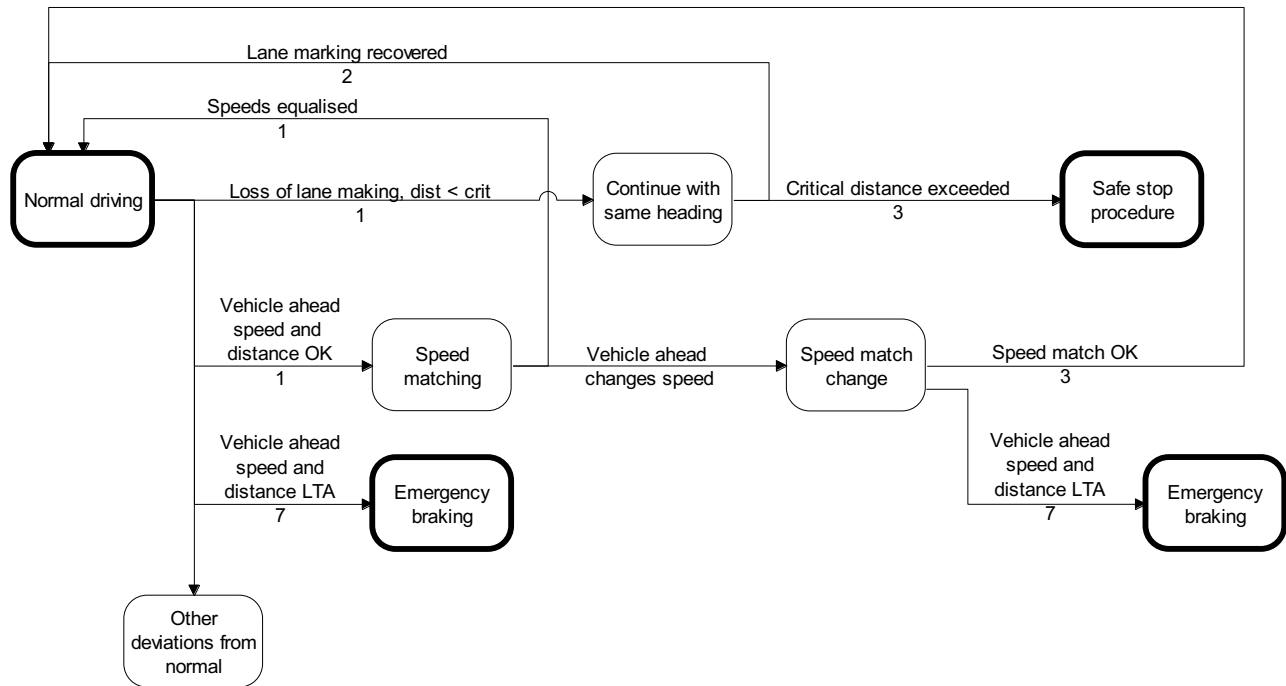 Lane marking recovered
2
Speeds equalised
1
Normal driving
Loss of lane making, dist < crit
1
Continue with
same heading
Critical distance exceeded
3
Safe stop
procedure
Vehicle ahead
speed and
distance OK
1
Speed
matching
Vehicle ahead
changes speed
Speed match
change
Speed match OK
3
Vehicle ahead
speed and
distance LTA
7
Emergency
braking
Vehicle ahead
speed and
distance LTA
7
Emergency
braking
Other
deviations from
normal